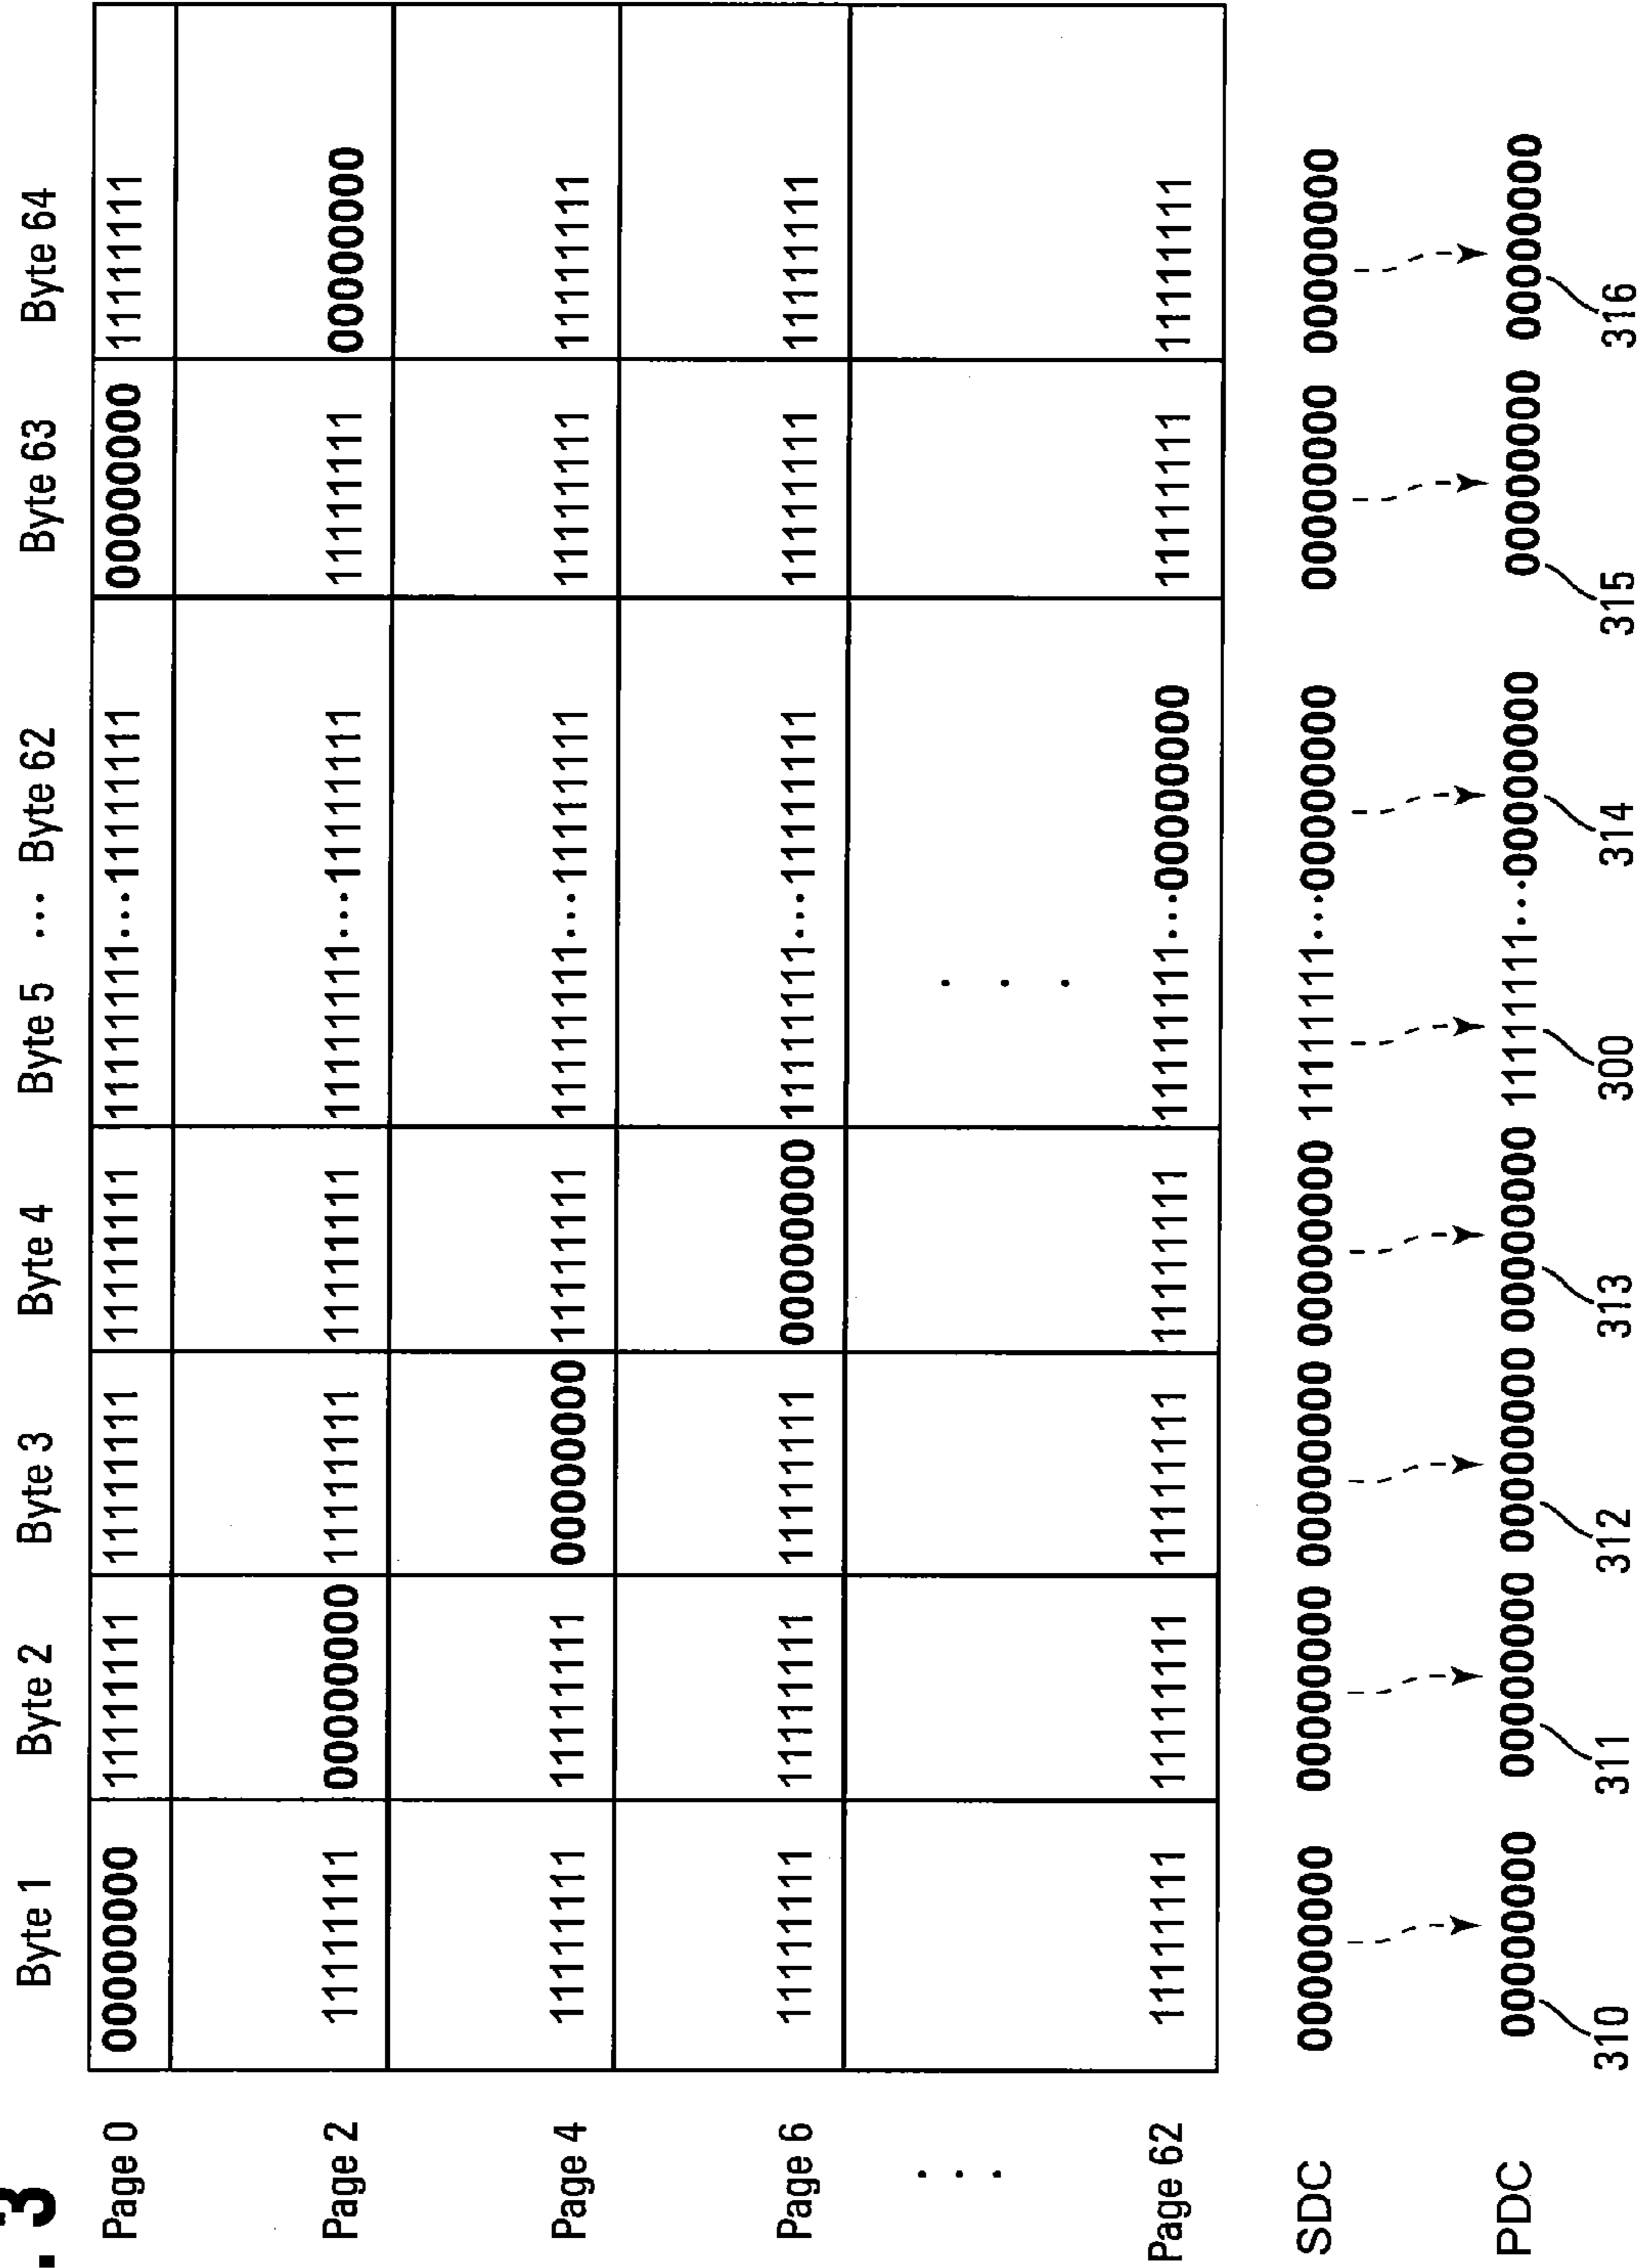 . 3
Byte 1 Byte 2 Byte 3 Byte 4 Byte 5 ... Byte 62 Byte 63 Byte 64
Page 0 00000000 11111111 11111111 11111111 11111111...11111111 00000000 11111111
Page 2 11111111 00000000 11111111 11111111 11111111...11111111 11111111 00000000
Page 4 11111111 11111111 00000000 11111111 11111111...11111111 11111111 11111111
Page 6 11111111 11111111 11111111 00000000 11111111...11111111 11111111 11111111
... ...
Page 62 11111111 11111111 11111111 11111111 11111111...00000000 11111111 11111111
SDC 00000000 00000000 00000000 00000000 11111111...00000000 00000000 00000000
PDC 00000000 00000000 00000000 00000000 11111111...00000000 00000000 00000000
310 311 312 313 300 314 315 316